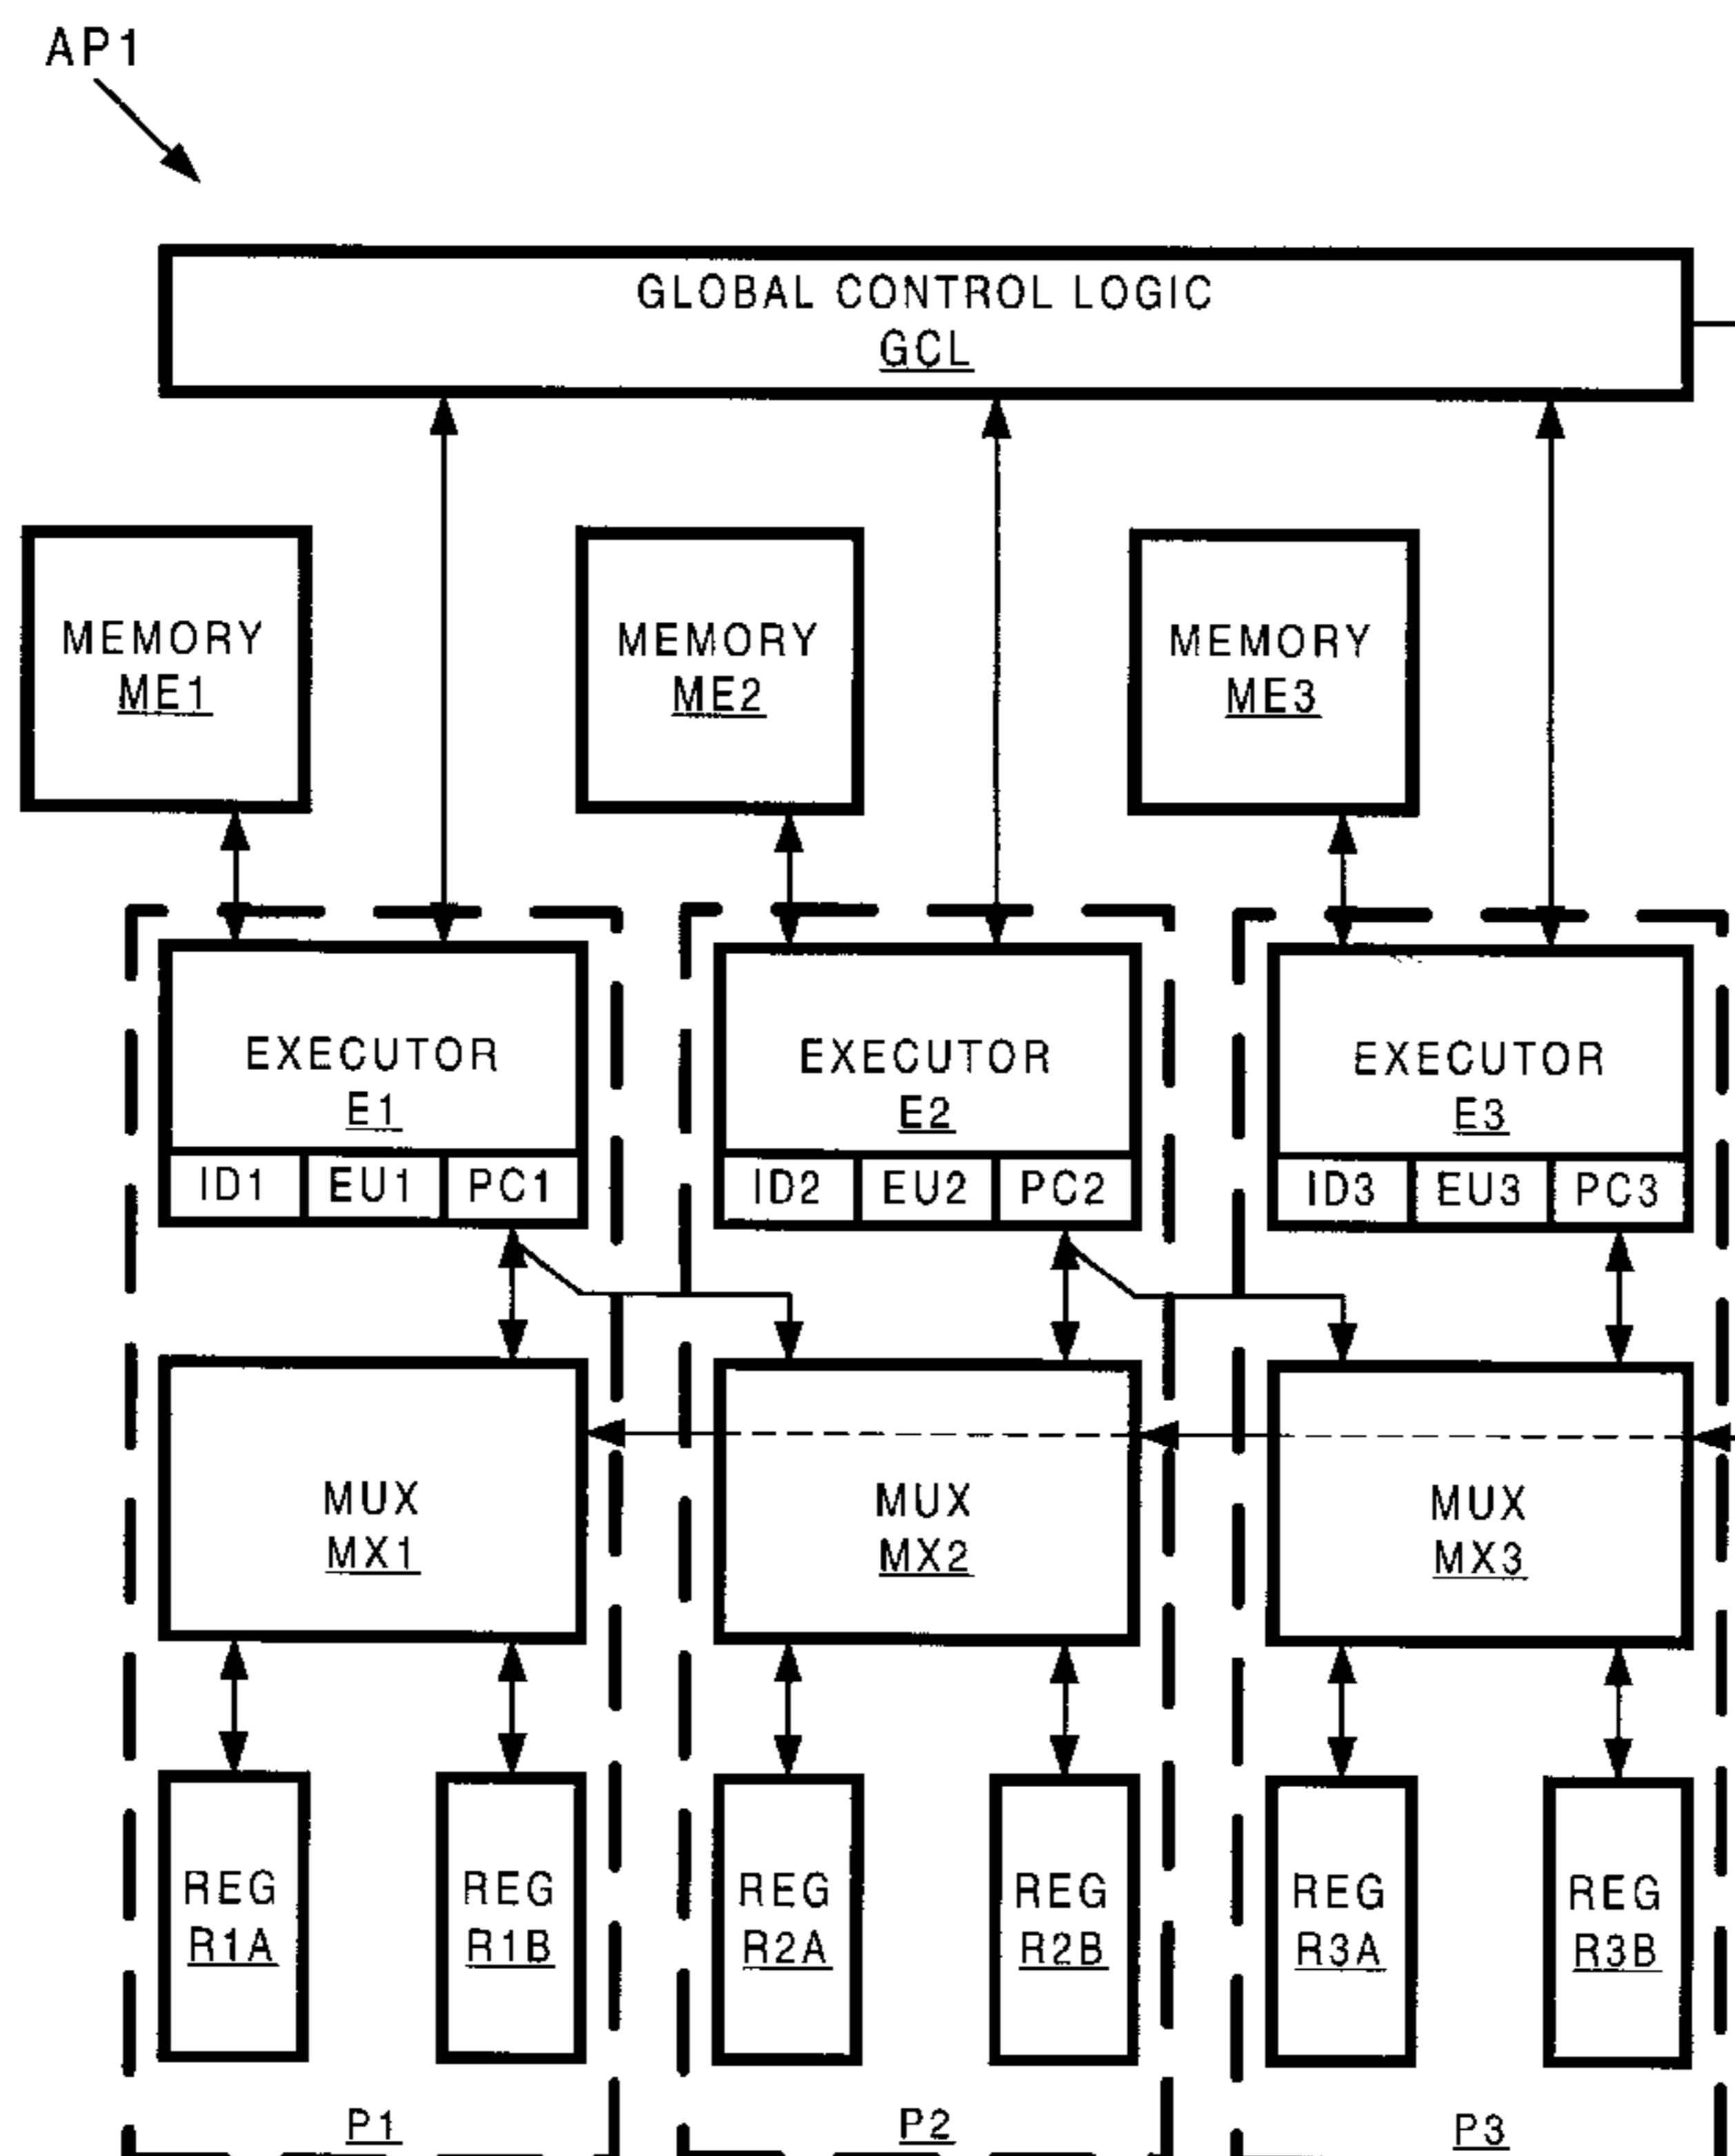 AP1
GLOBAL CONTROL LOGIC
GCL
MEMORY
ME1
MEMORY
ME2
MEMORY
ME3
EXECUTOR
E1
ID1 EU1 PC1
EXECUTOR
E2
ID2 EU2 PC2
EXECUTOR
E3
ID3 EU3 PC3
MUX
MX1
MUX
MX2
MUX
MX3
REG
R1A
REG
R1B
REG
R2A
REG
R2B
REG
R3A
REG
R3B
P1
P2
P3